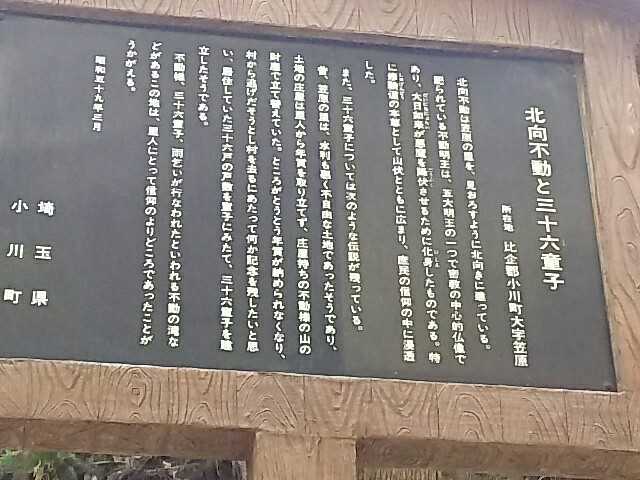 北向不動と三十六童子
所在地 比企郡小川町大字笠原
北向不動は笠原の里を、見おろすように北向きに建っている。
祀られている不動明王は、五大明王の一つで密教の中心的仏像で
あり、大日如来が悪魔を降伏させるために化身したものである。特
に修験道の本尊として山伏とともに広まり、庶民の信仰の中に浸透
した。
また、三十六童子については次のような伝説が残っている。
昔、笠原の里は、水利も悪く不自由な土地であったそうであり、
土地の庄屋は里人から年貢を取り立てず、庄屋持ちの不動様の山の
財産で立て替えていた。ところがとうとう年貢が納められなくなり、
村から逃げだそうと村を去るにあたって何か記念を残したいと思
い、居住していた三十六戸の戸数を童子にみたて、三十六童子を建
立したそうである。
不動様、三十六童子、雨乞いが行なわれたといわれる不動の滝な
どがあるこの地は、里人にとって信仰のよりどころであったことが
うかがえる。
昭和五十九年三月
埼玉県
小川町